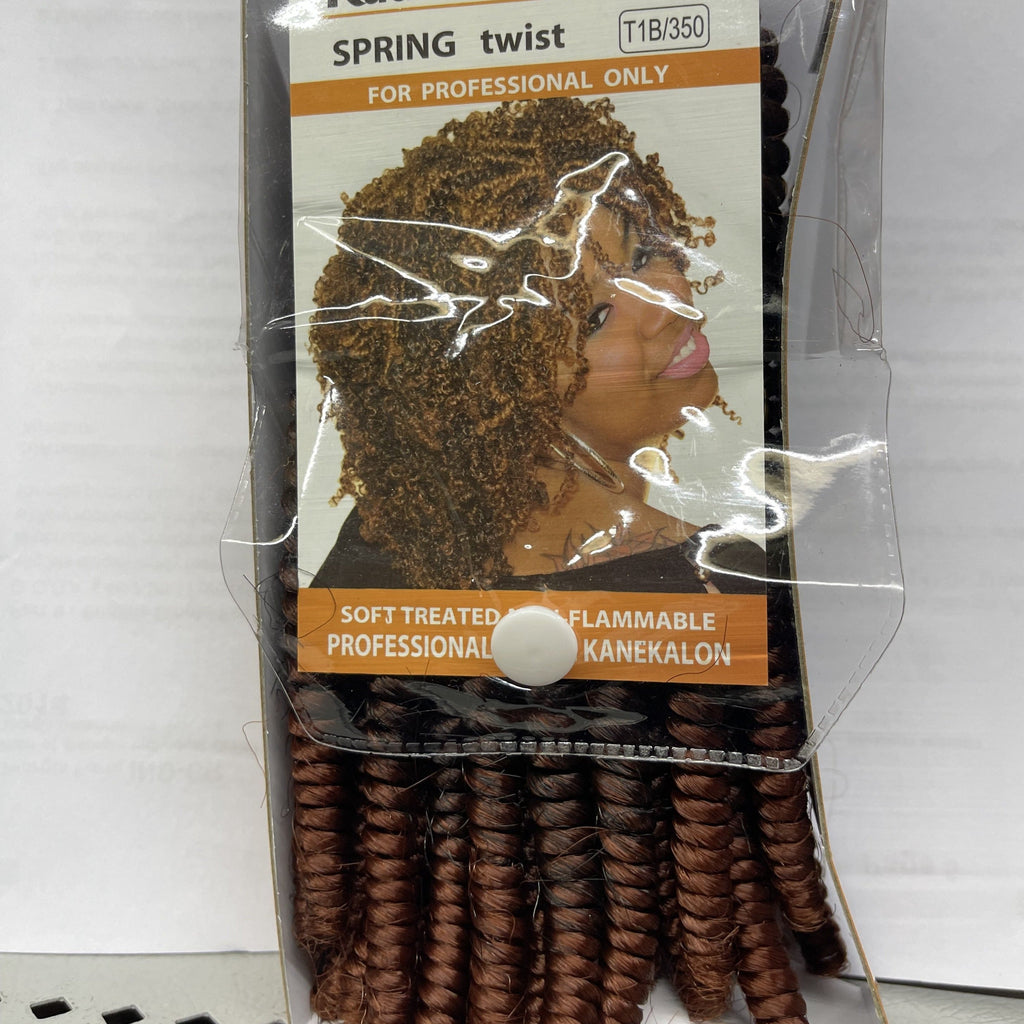 SPRING twist
T1B/350
FOR PROFESSIONAL ONLY
SOFT TREATED FLAMMABLE
PROFESSIONAL KANEKALON